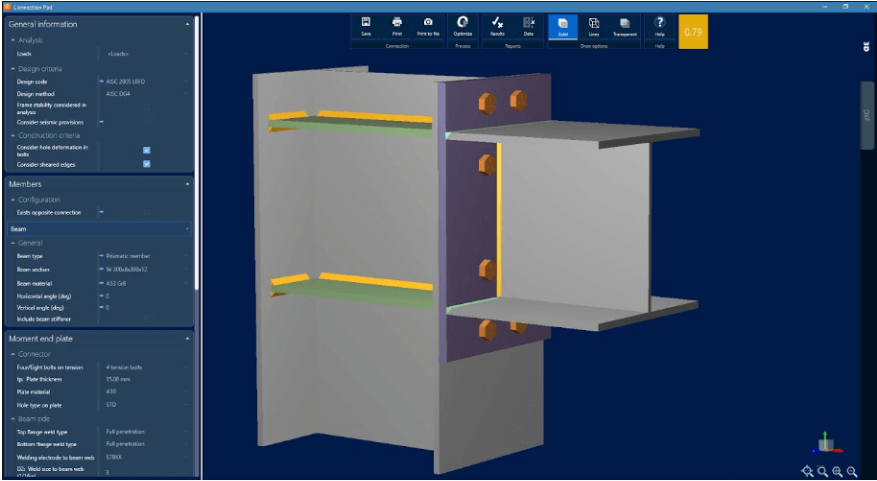 Connection Pad
General information
Analysis
Loads <Loads>
Design criteria
Design code AISC 2005 LRFD
Design method AISC DG4
Frame stability considered in
analysis
Consider seismic provisions
Construction criteria
Consider hole deformation in
bolts
Consider sheared edges
Members
Configuration
Exists opposite connection
Beam
General
Beam type Prismatic member
Beam section
Beam material A53 GrB
Horizontal angle (deg) 0
Vertical angle (deg) 0
Include beam stiffener
Moment end plate
Connector
Four/Eight bolts on tension 4 tension bolts
tp: Plate thickness 15.00 mm
Plate material A36
Hole type on plate STD
Beam side
Top flange weld type Full penetration
Bottom flange weld type Full penetration
Welding electrode to beam web E70XX
D2: Weld size to beam web 3
(1/16in)
Save Print Print to file Optimize Results Data Solid Lines Transparent Help
Connection Process Reports Draw options Help
0.79
3D
DXF